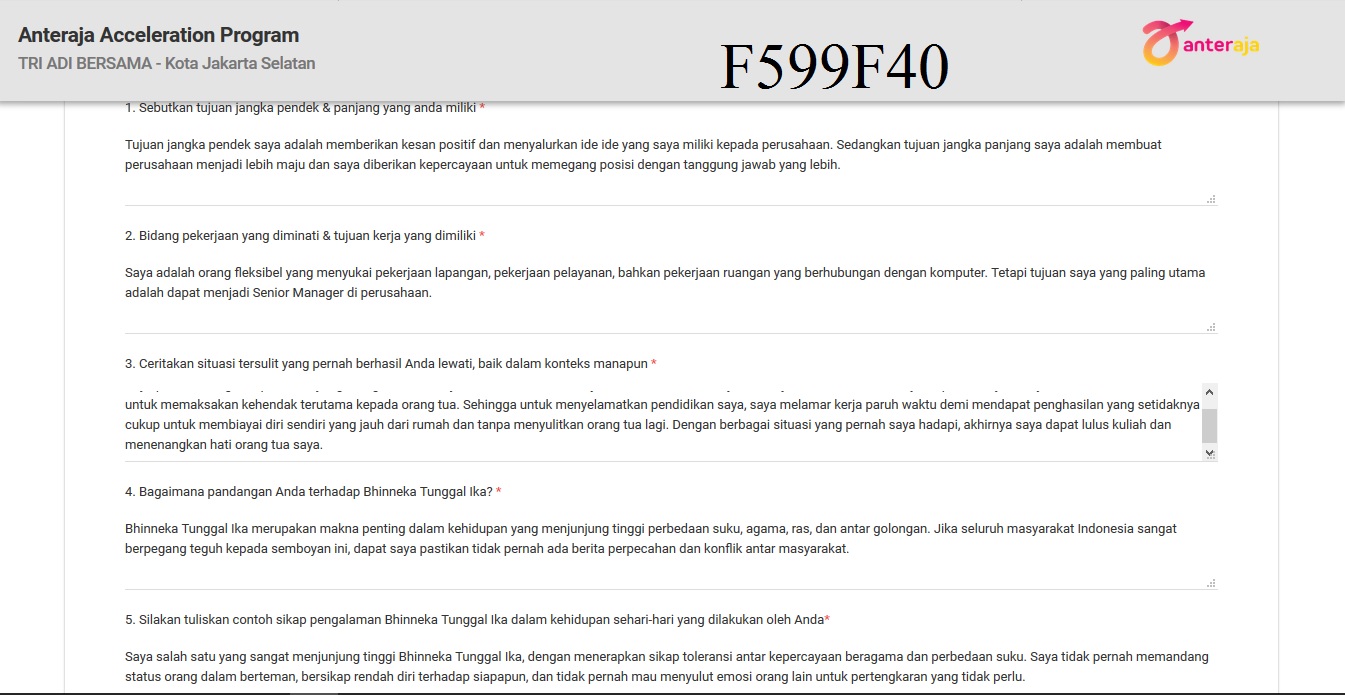 Anteraja Acceleration Program
TRI ADI BERSAMA - Kota Jakarta Selatan
F599F40
anteraja
1. Sebutkan tujuan jangka pendek & panjang yang anda miliki *
Tujuan jangka pendek saya adalah memberikan kesan positif dan menyalurkan ide ide yang saya miliki kepada perusahaan. Sedangkan tujuan jangka panjang saya adalah membuat
perusahaan menjadi lebih maju dan saya diberikan kepercayaan untuk memegang posisi dengan tanggung jawab yang lebih.
2. Bidang pekerjaan yang diminati & tujuan kerja yang dimiliki *
Saya adalah orang fleksibel yang menyukai pekerjaan lapangan, pekerjaan pelayanan, bahkan pekerjaan ruangan yang berhubungan dengan komputer. Tetapi tujuan saya yang paling utama
adalah dapat menjadi Senior Manager di perusahaan.
3. Ceritakan situasi tersulit yang pernah berhasil Anda lewati, baik dalam konteks manapun *
untuk memaksakan kehendak terutama kepada orang tua. Sehingga untuk menyelamatkan pendidikan saya, saya melamar kerja paruh waktu demi mendapat penghasilan yang setidaknya
cukup untuk membiayai diri sendiri yang jauh dari rumah dan tanpa menyulitkan orang tua lagi. Dengan berbagai situasi yang pernah saya hadapi, akhirnya saya dapat lulus kuliah dan
menenangkan hati orang tua saya.
4. Bagaimana pandangan Anda terhadap Bhinneka Tunggal Ika? *
Bhinneka Tunggal Ika merupakan makna penting dalam kehidupan yang menjunjung tinggi perbedaan suku, agama, ras, dan antar golongan. Jika seluruh masyarakat Indonesia sangat
berpegang teguh kepada semboyan ini, dapat saya pastikan tidak pernah ada berita perpecahan dan konflik antar masyarakat.
5. Silakan tuliskan contoh sikap pengalaman Bhinneka Tunggal Ika dalam kehidupan sehari-hari yang dilakukan oleh Anda*
Saya salah satu yang sangat menjunjung tinggi Bhinneka Tunggal Ika, dengan menerapkan sikap toleransi antar kepercayaan beragama dan perbedaan suku. Saya tidak pernah memandang
status orang dalam berteman, bersikap rendah diri terhadap siapapun, dan tidak pernah mau menyulut emosi orang lain untuk pertengkaran yang tidak perlu.